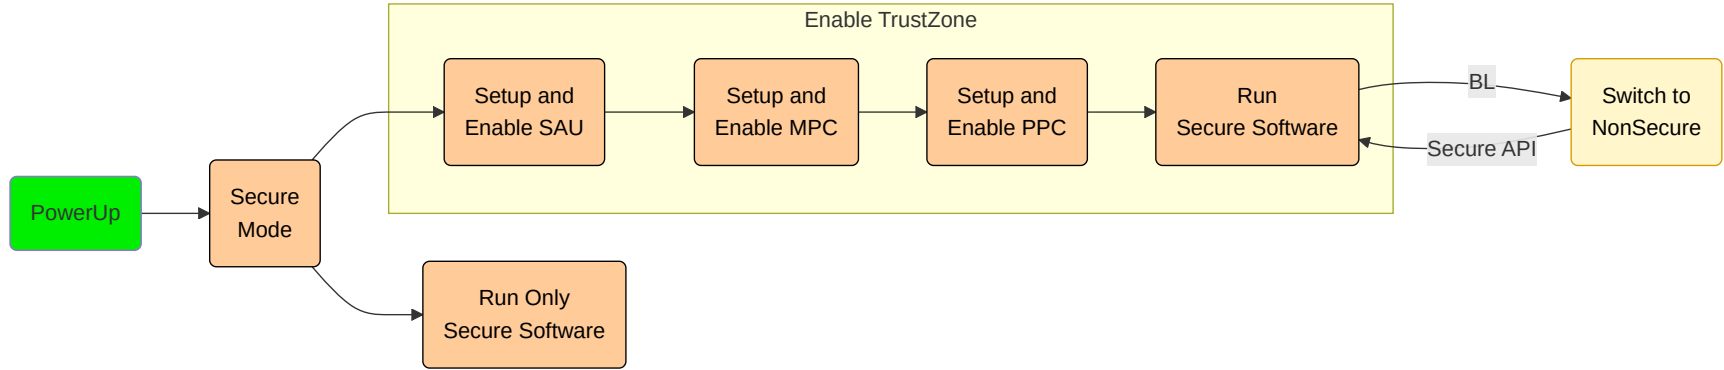 Enable TrustZone
PowerUp
Secure
Mode
Setup and
Enable SAU
Setup and
Enable MPC
Setup and
Enable PPC
Run
Secure Software
BL
Secure API
Switch to
NonSecure
Run Only
Secure Software